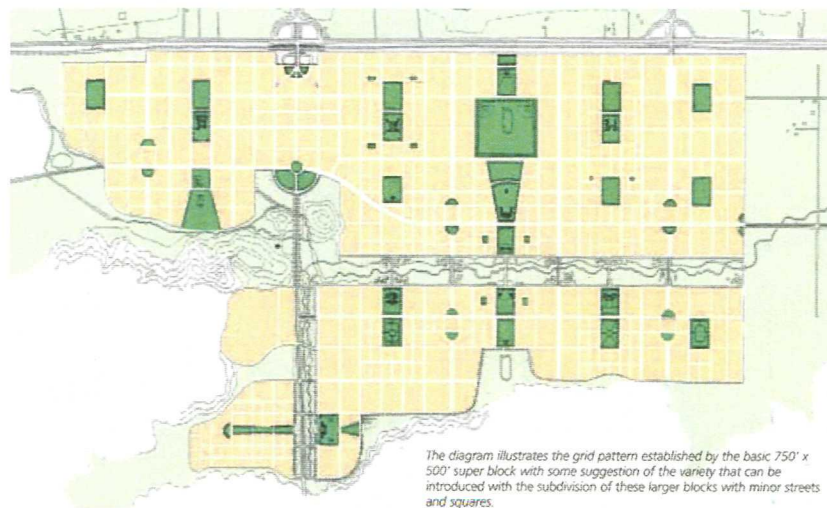 The diagram illustrates the grid pattern established by the basic 750' x
500' super block with some suggestion of the variety that can be
introduced with the subdivision of these larger blocks with minor streets
and squares.